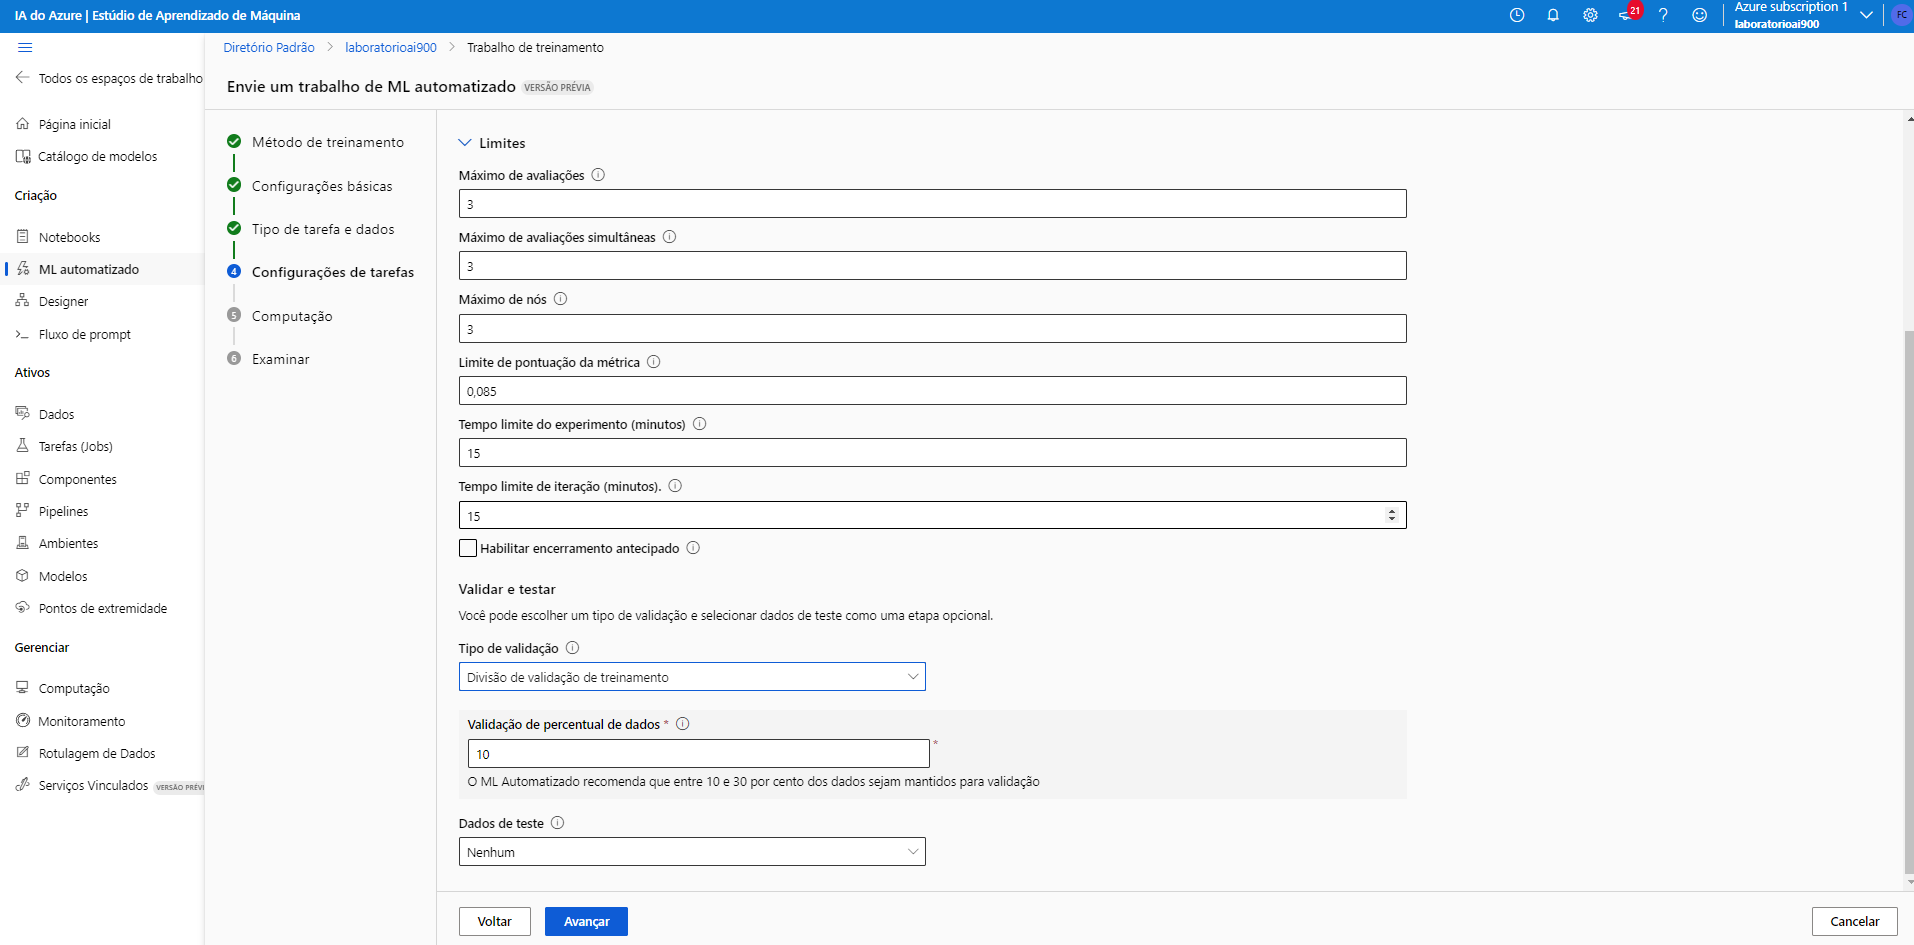 IA do Azure | Estúdio de Aprendizado de Máquina
21
Azure subscription 1
laboratorioai900
FC
Todos os espaços de trabalho
Página inicial
Catálogo de modelos
Criação
Notebooks
ML automatizado
Designer
Fluxo de prompt
Ativos
Dados
Tarefas (Jobs)
Componentes
Pipelines
Ambientes
Modelos
Pontos de extremidade
Gerenciar
Computação
Monitoramento
Rotulagem de Dados
Serviços Vinculados VERSÃO PRÉVI
Diretório Padrão > laboratorioai900 > Trabalho de treinamento
Envie um trabalho de ML automatizado VERSÃO PRÉVIA
Método de treinamento
Configurações básicas
Tipo de tarefa e dados
4 Configurações de tarefas
5 Computação
6 Examinar
Limites
Máximo de avaliações
3
Máximo de avaliações simultâneas
3
Máximo de nós
3
Limite de pontuação da métrica
0,085
Tempo limite do experimento (minutos)
15
Tempo limite de iteração (minutos).
15
Habilitar encerramento antecipado
Validar e testar
Você pode escolher um tipo de validação e selecionar dados de teste como uma etapa opcional.
Tipo de validação
Divisão de validação de treinamento
Validação de percentual de dados *
10 *
O ML Automatizado recomenda que entre 10 e 30 por cento dos dados sejam mantidos para validação
Dados de teste
Nenhum
Voltar
Avançar
Cancelar